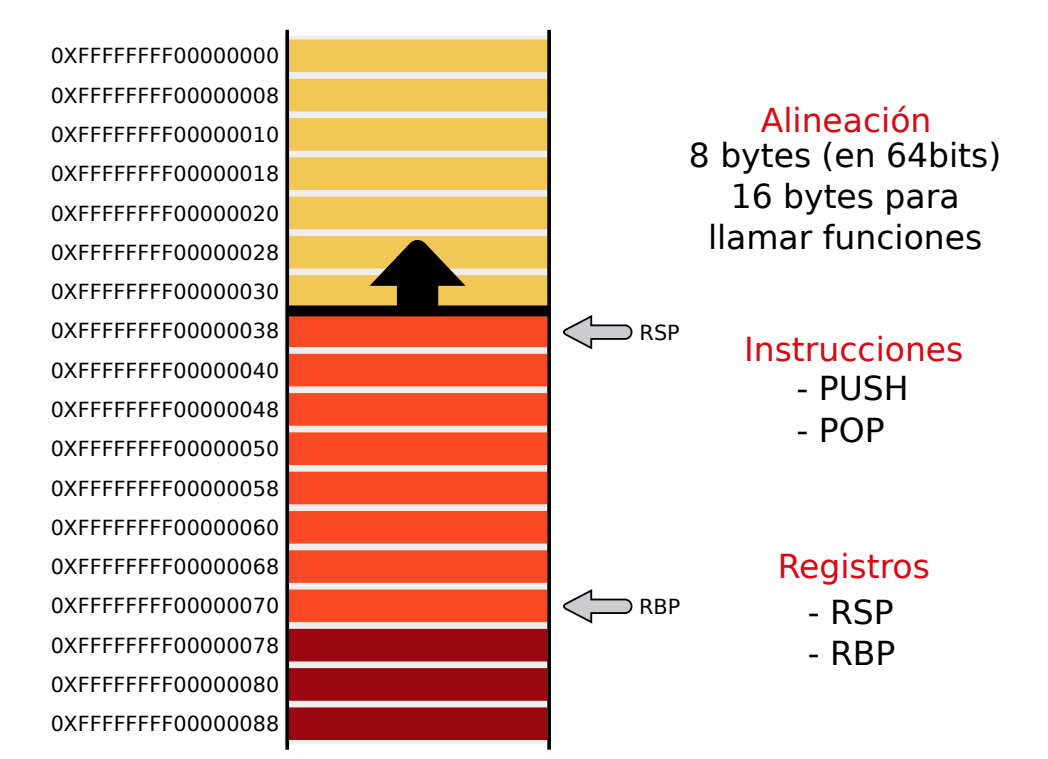 0XFFFFFFFF00000000
0XFFFFFFFF00000008
0XFFFFFFFF00000010
0XFFFFFFFF00000018
0XFFFFFFFF00000020
0XFFFFFFFF00000028
0XFFFFFFFF00000030
0XFFFFFFFF00000038
0XFFFFFFFF00000040
0XFFFFFFFF00000048
0XFFFFFFFF00000050
0XFFFFFFFF00000058
0XFFFFFFFF00000060
0XFFFFFFFF00000068
0XFFFFFFFF00000070
0XFFFFFFFF00000078
0XFFFFFFFF00000080
0XFFFFFFFF00000088
RSP
RBP
Alineación
8 bytes (en 64bits)
16 bytes para
llamar funciones
Instrucciones
- PUSH
- POP
Registros
- RSP
- RBP